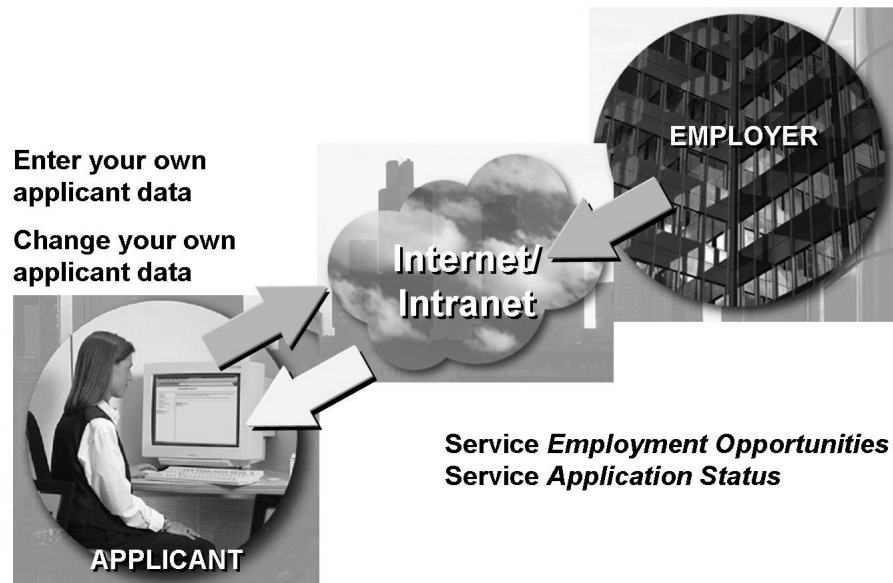 EMPLOYER
Enter your own
applicant data
Change your own
applicant data
Internet/
Intranet
Service Employment Opportunities
Service Application Status
APPLICANT